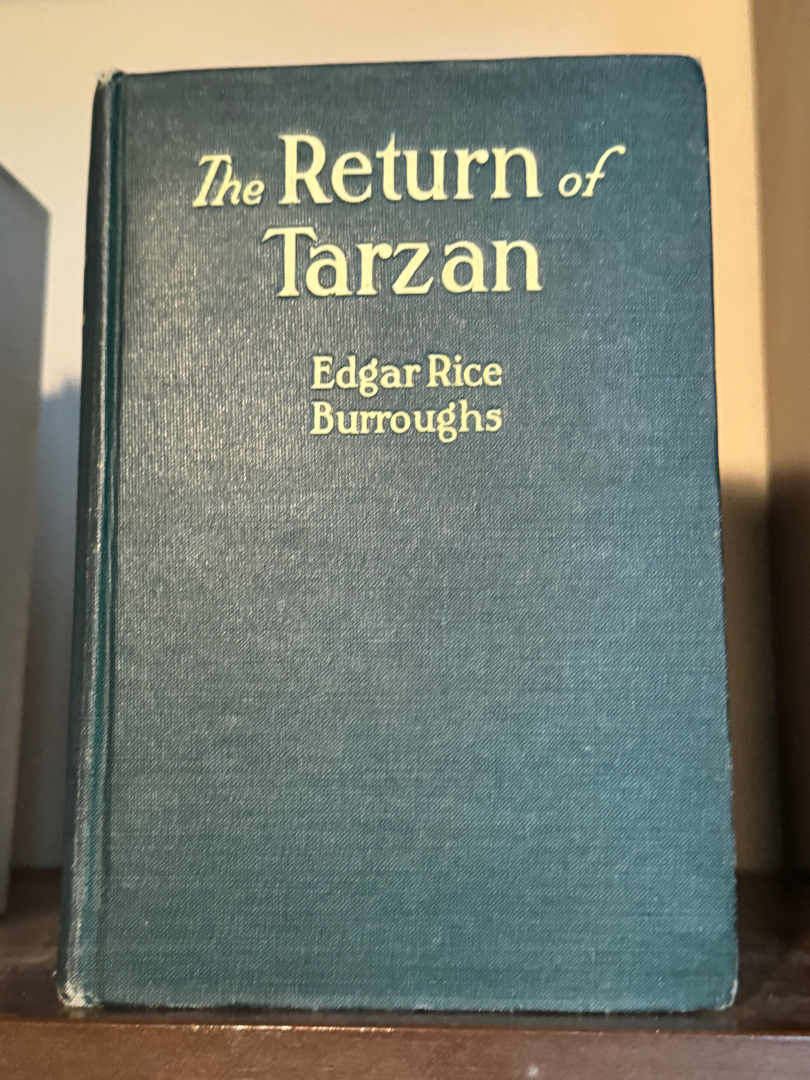 The Return of
Tarzan
Edgar Rice
Burroughs